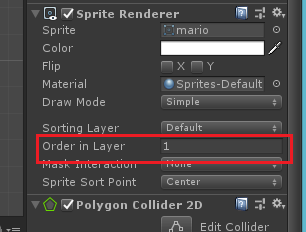 Sprite Renderer
Sprite mario
Color
Flip X Y
Material Sprites-Default
Draw Mode Simple
Sorting Layer Default
Order in Layer 1
Mask Interaction None
Sprite Sort Point Center
Polygon Collider 2D
Edit Collider